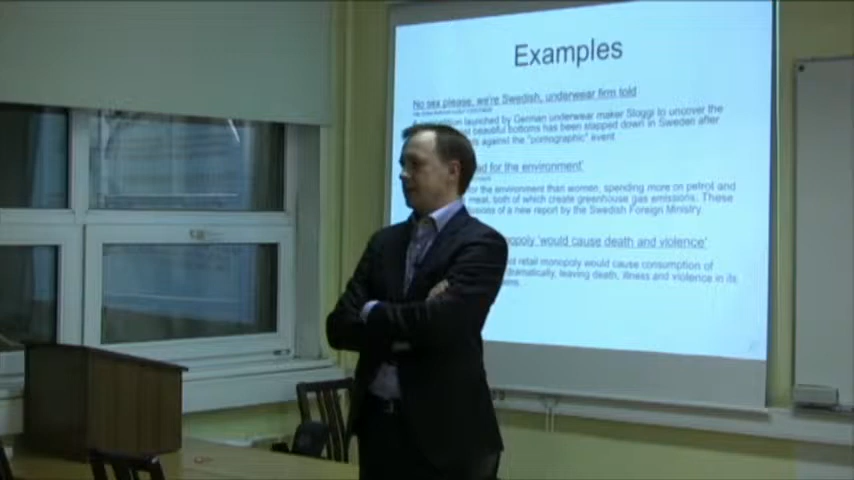 Examples
No sex please, we're Swedish, underwear firm told
launched by German underwear maker Sloggi to uncover the
most beautiful bottoms has been slapped down in Sweden after
against the "pornographic" event
for the environment'
for the environment than women, spending more on petrol and
meat, both of which create greenhouse gas emissions. These
of a new report by the Swedish Foreign Ministry.
'would cause death and violence'
retail monopoly would cause consumption of
dramatically, leaving death, illness and violence in its